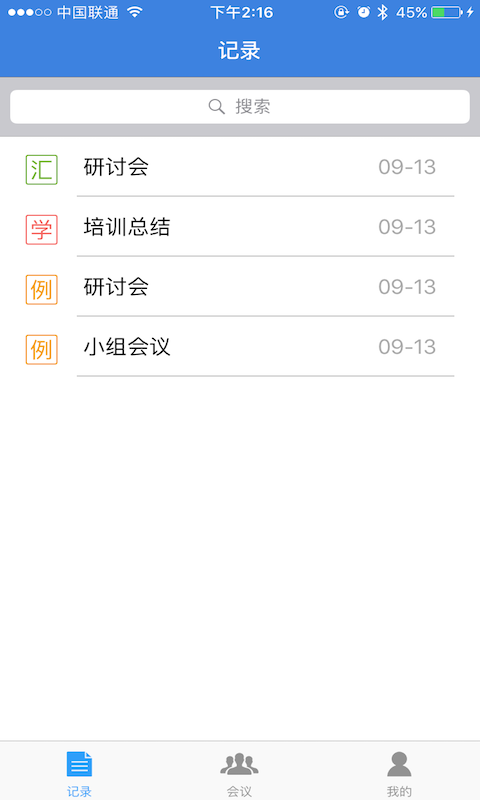 中国联通 下午2:16 45%
记录
搜索
汇 研讨会 09-13
学 培训总结 09-13
例 研讨会 09-13
例 小组会议 09-13
记录 会议 我的